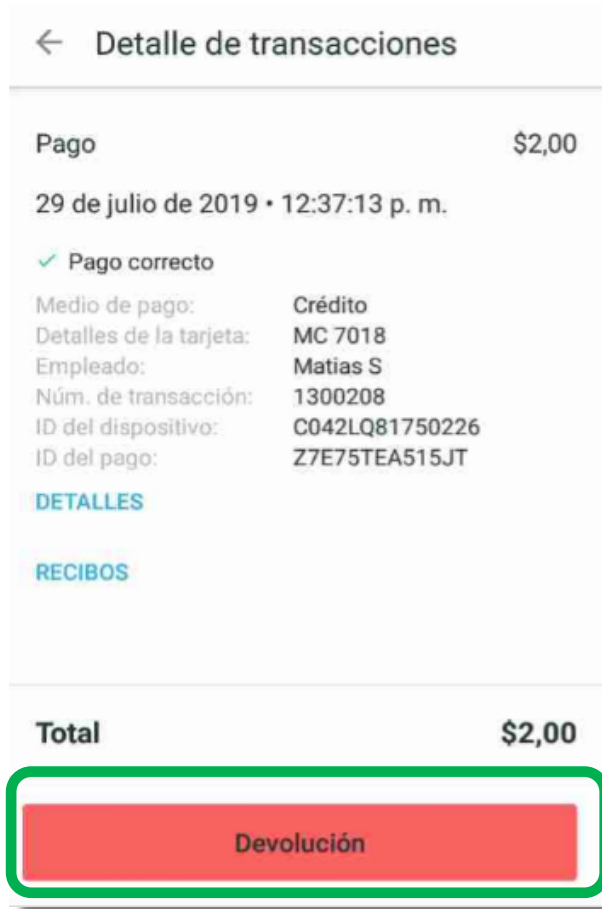 Detalle de transacciones
Pago $2,00
29 de julio de 2019 • 12:37:13 p. m.
Pago correcto
Medio de pago: Crédito
Detalles de la tarjeta: MC 7018
Empleado: Matias S
Núm. de transacción: 1300208
ID del dispositivo: C042LQ81750226
ID del pago: Z7E75TEA515JT
DETALLES
RECIBOS
Total $2,00
Devolución